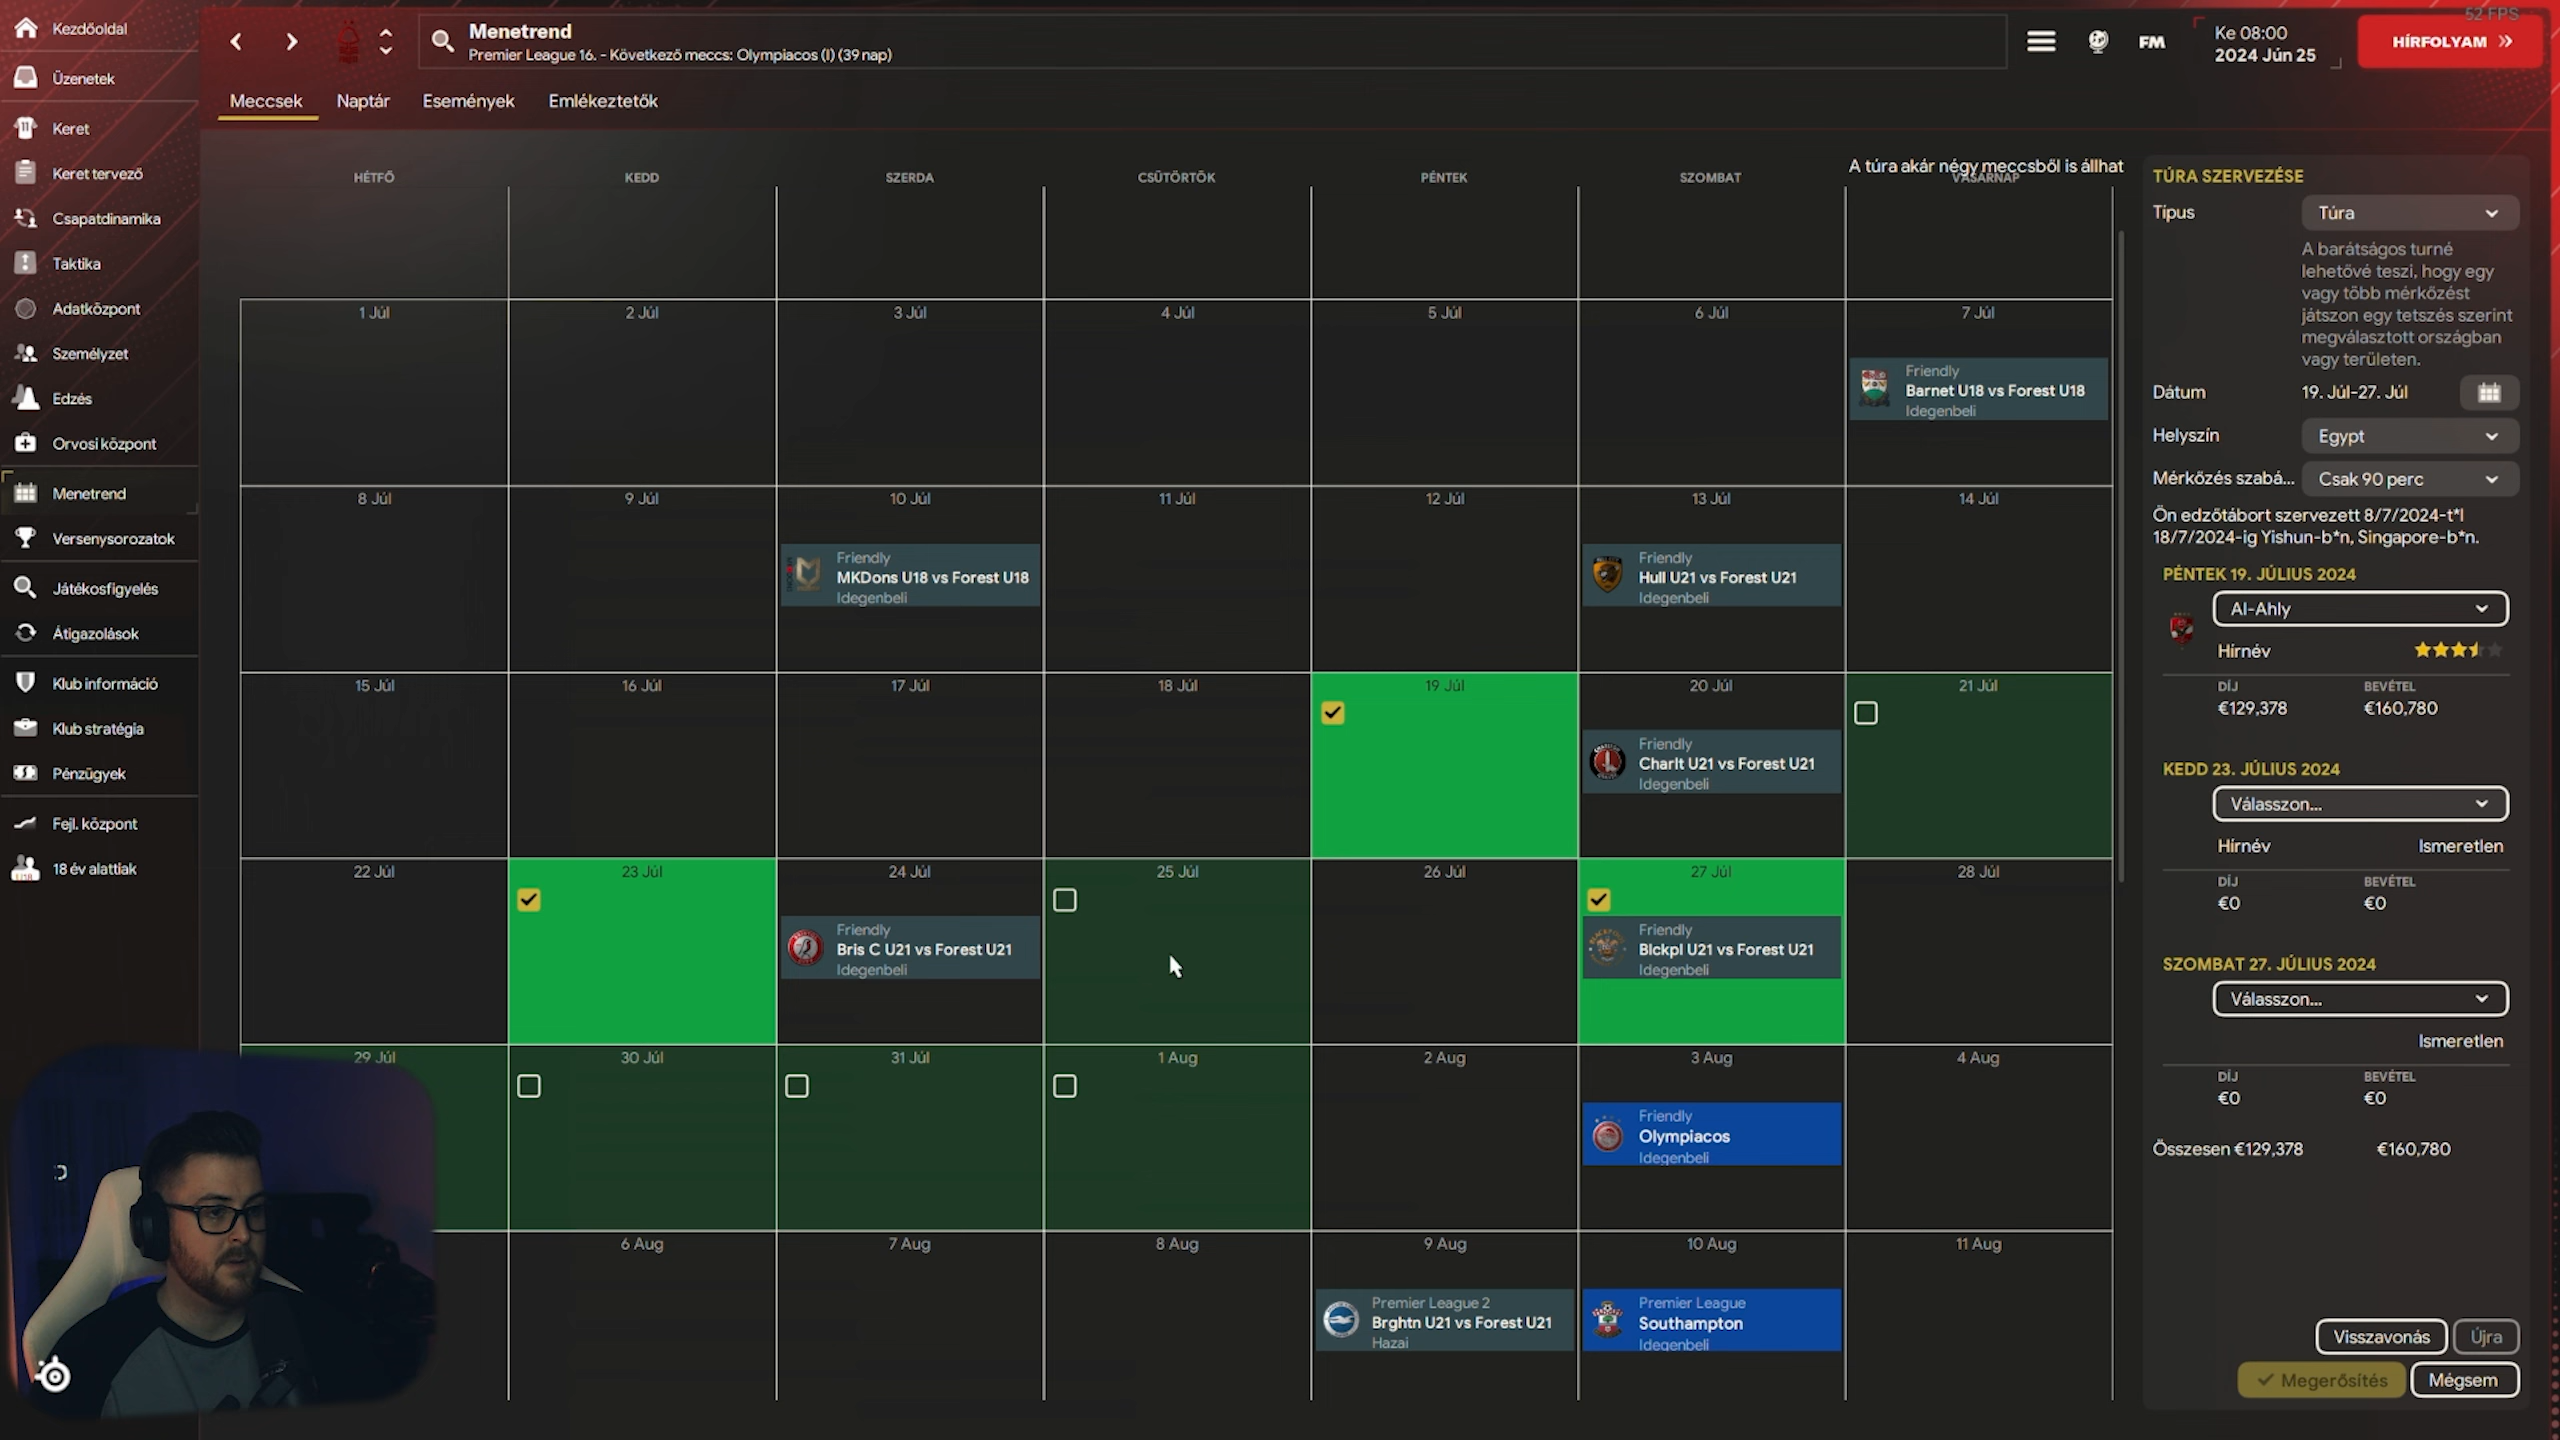 52 FPS
Kezdőoldal
Üzenetek
Keret
Keret tervező
Csapatdinamika
Taktika
Adatközpont
Személyzet
Edzés
Orvosi központ
Menetrend
Versenysorozatok
Játékosfigyelés
Átigazolások
Klub információ
Klub stratégia
Pénzügyek
Fejl. központ
18 év alattiak
Menetrend
Premier League 16. - Következő meccs: Olympiacos (I) (39 nap)
FM
Ke 08:00
2024 Jún 25
HÍRFOLYAM
Meccsek Naptár Események Emlékeztetők
A túra akár négy meccsből is állhat
HÉTFŐ KEDD SZERDA CSÜTÖRTÖK PÉNTEK SZOMBAT VASÁRNAP
1 Júl 2 Júl 3 Júl 4 Júl 5 Júl 6 Júl 7 Júl
Friendly
Barnet U18 vs Forest U18
Idegenbeli
8 Júl 9 Júl 10 Júl 11 Júl 12 Júl 13 Júl 14 Júl
Friendly
MKDons U18 vs Forest U18
Idegenbeli
Friendly
Hull U21 vs Forest U21
Idegenbeli
15 Júl 16 Júl 17 Júl 18 Júl 19 Júl 20 Júl 21 Júl
Friendly
Charlt U21 vs Forest U21
Idegenbeli
22 Júl 23 Júl 24 Júl 25 Júl 26 Júl 27 Júl 28 Júl
Friendly
Bris C U21 vs Forest U21
Idegenbeli
Friendly
Blckpl U21 vs Forest U21
Idegenbeli
29 Júl 30 Júl 31 Júl 1 Aug 2 Aug 3 Aug 4 Aug
Friendly
Olympiacos
Idegenbeli
6 Aug 7 Aug 8 Aug 9 Aug 10 Aug 11 Aug
Premier League 2
Brghtn U21 vs Forest U21
Hazai
Premier League
Southampton
Idegenbeli
TÚRA SZERVEZÉSE
Típus Túra
A barátságos turné
lehetővé teszi, hogy egy
vagy több mérkőzést
játszon egy tetszés szerint
megválasztott országban
vagy területen.
Dátum 19. Júl-27. Júl
Helyszín Egypt
Mérkőzés szabá... Csak 90 perc
Ön edzőtábort szervezett 8/7/2024-t*l
18/7/2024-ig Yishun-b*n, Singapore-b*n.
PÉNTEK 19. JÚLIUS 2024
Al-Ahly
Hírnév
DÍJ BEVÉTEL
€129,378 €160,780
KEDD 23. JÚLIUS 2024
Válasszon...
Hírnév Ismeretlen
DÍJ BEVÉTEL
€0 €0
SZOMBAT 27. JÚLIUS 2024
Válasszon...
Ismeretlen
DÍJ BEVÉTEL
€0 €0
Összesen €129,378 €160,780
Visszavonás Újra
Megerősítés Mégsem